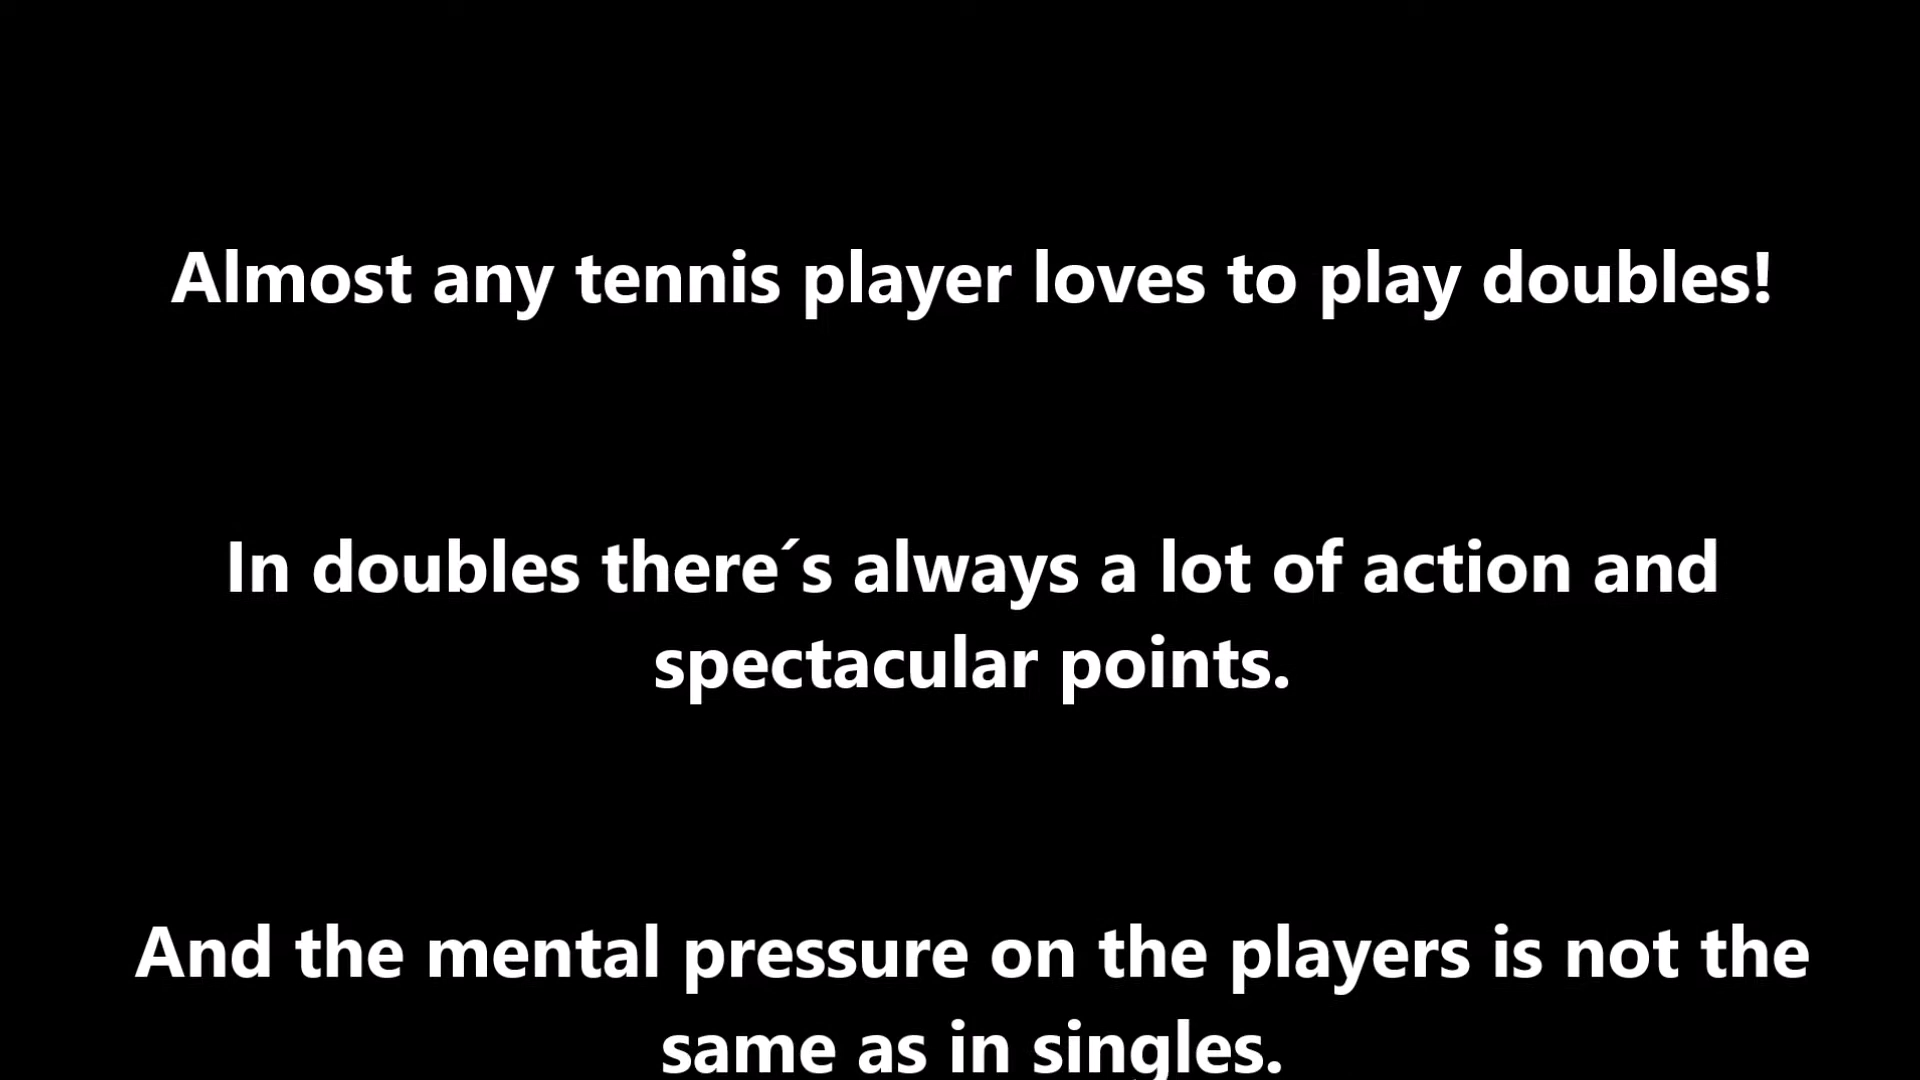 Almost any tennis player loves to play doubles!
In doubles there´s always a lot of action and
spectacular points.
And the mental pressure on the players is not the
same as in singles.